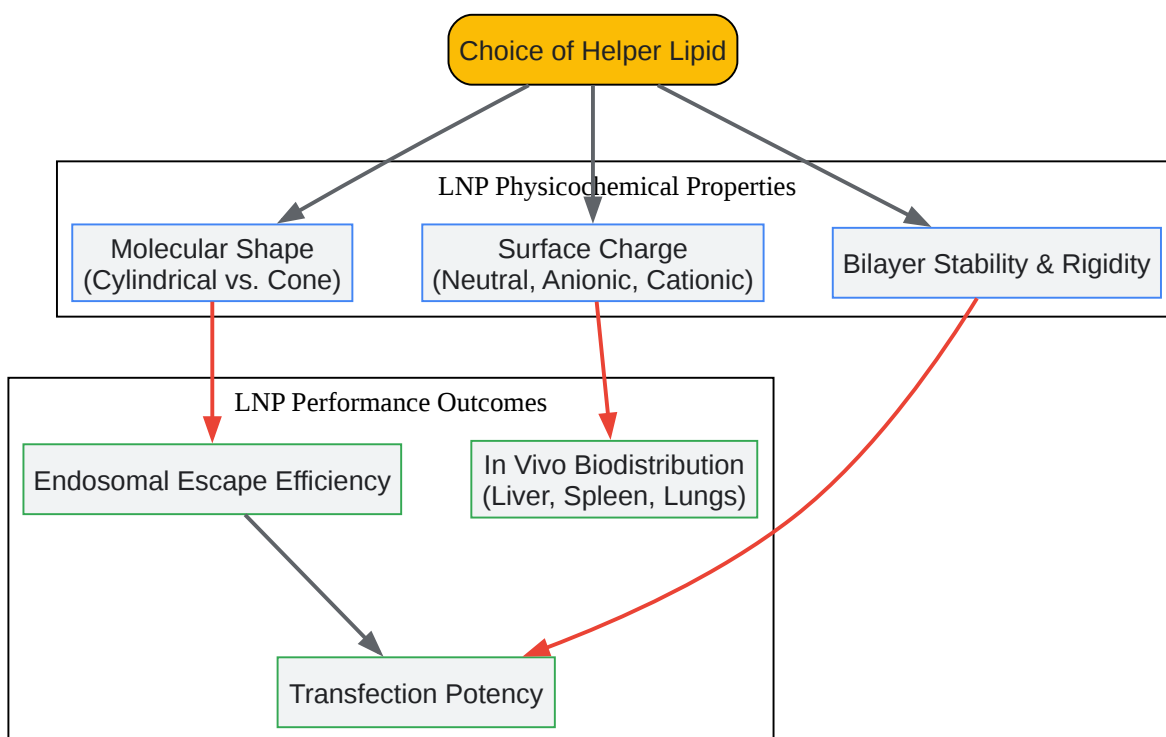 Choice of Helper Lipid
LNP Physicochemical Properties
Molecular Shape
(Cylindrical vs. Cone)
Surface Charge
(Neutral, Anionic, Cationic)
Bilayer Stability & Rigidity
LNP Performance Outcomes
Endosomal Escape Efficiency
In Vivo Biodistribution
(Liver, Spleen, Lungs)
Transfection Potency